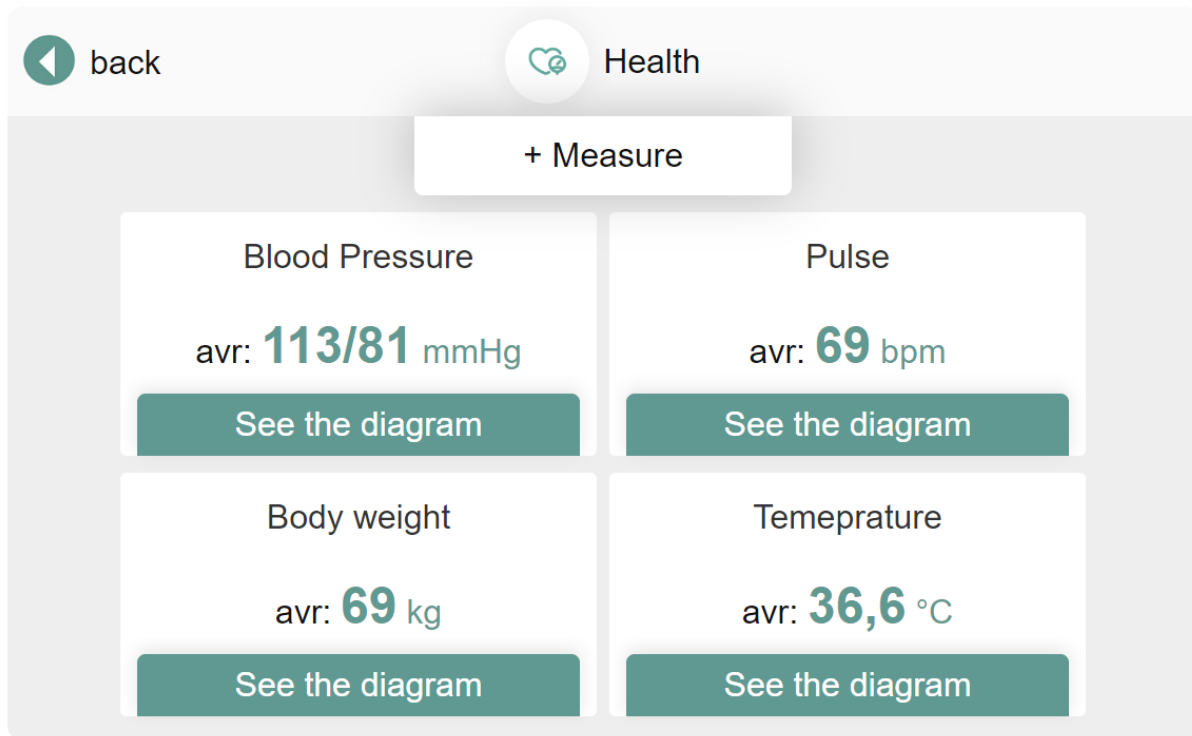 back
Health
+ Measure
Blood Pressure
avr: 113/81 mmHg
See the diagram
Pulse
avr: 69 bpm
See the diagram
Body weight
avr: 69 kg
See the diagram
Temeprature
avr: 36,6 °C
See the diagram